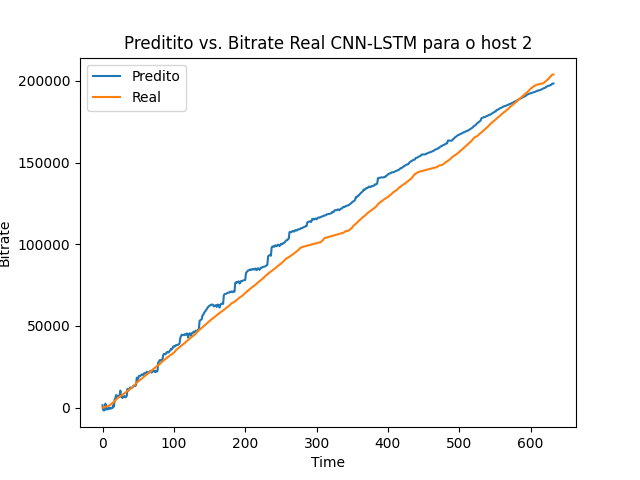 Preditito vs. Bitrate Real CNN-LSTM para o host 2
Predito
Real
200000
150000
100000
50000
0
Bitrate
0 100 200 300 400 500 600
Time